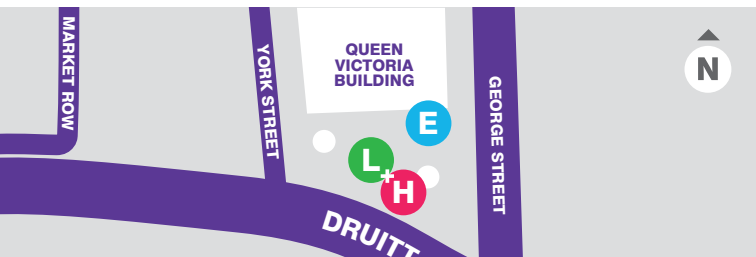 MARKET ROW
YORK STREET
QUEEN
VICTORIA
BUILDING
GEORGE STREET
N
E
L
+
H
DRUITT